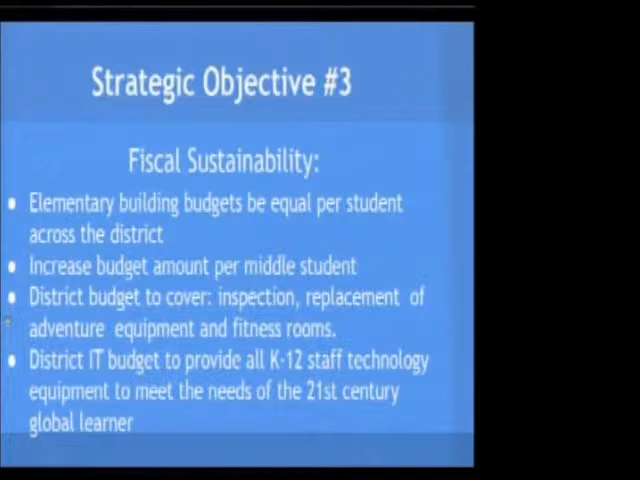 Strategic Objective #3
Fiscal Sustainability:
● Elementary building budgets be equal per student
across the district
● Increase budget amount per middle student
● District budget to cover: inspection, replacement of
adventure equipment and fitness rooms.
● District IT budget to provide all K-12 staff technology
equipment to meet the needs of the 21st century
global learner